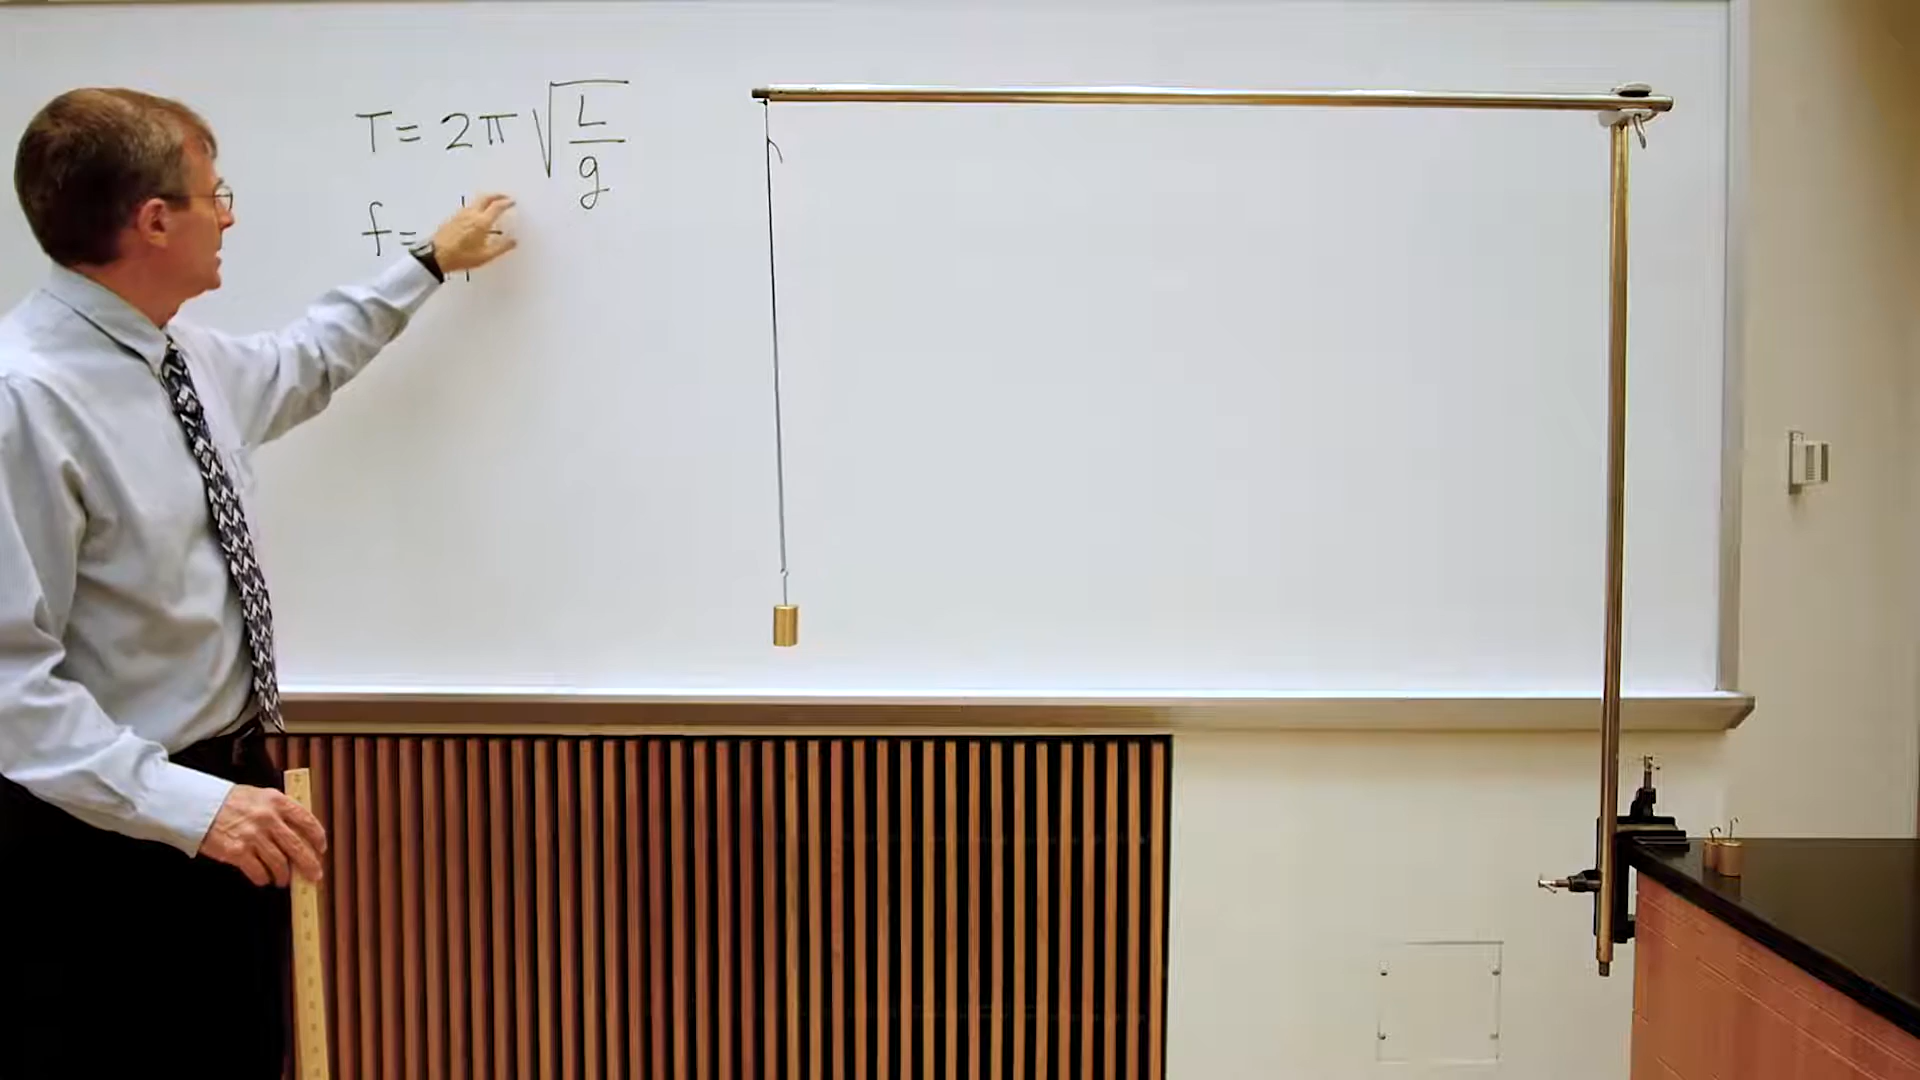 T = 2π √(L/g)
f =